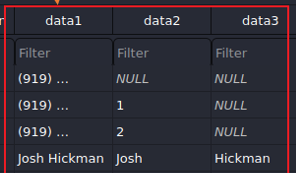 data1 data2 data3
Filter Filter Filter
(919) ... NULL NULL
(919) ... 1 NULL
(919) ... 2 NULL
Josh Hickman Josh Hickman